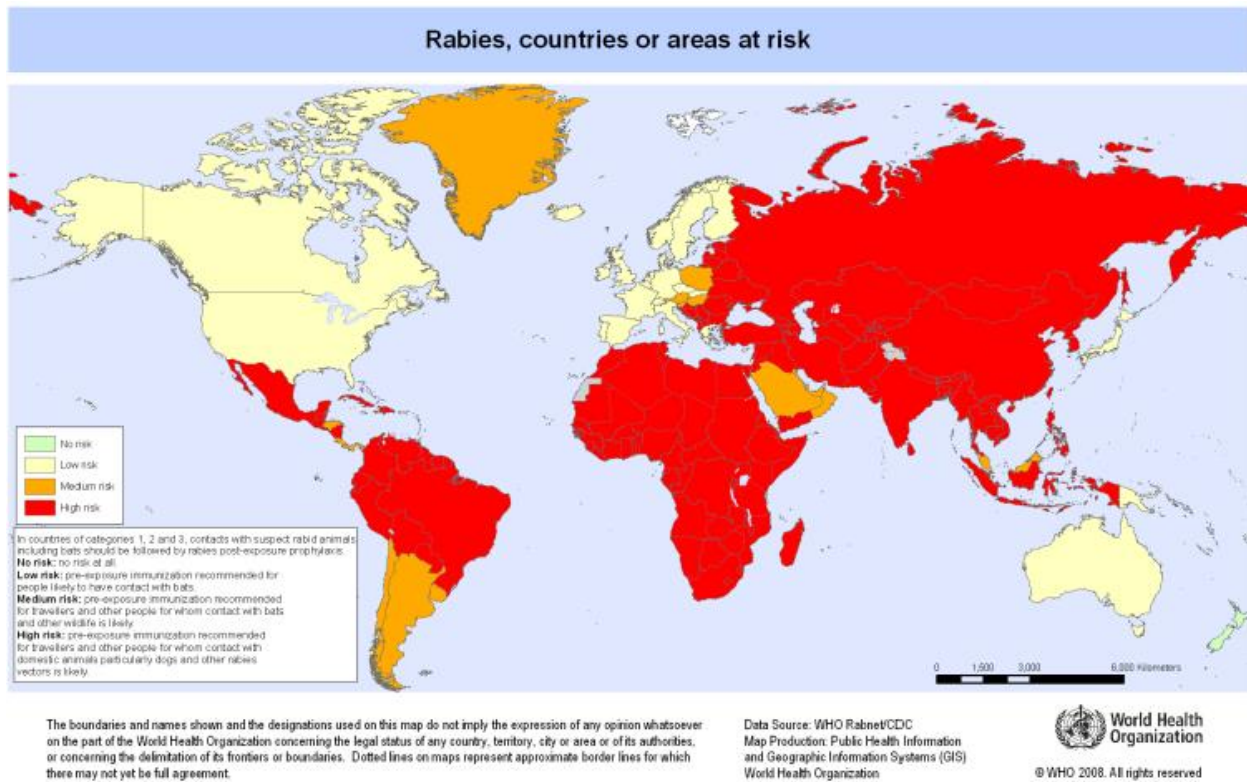 Rabies, countries or areas at risk
No risk
Low risk
Medium risk
High risk
In countries of categories 1, 2 and 3, contacts with suspect rabid animals
including bats should be followed by rabies post-exposure prophylaxis.
No risk: no risk at all.
Low risk: pre-exposure immunization recommended for
people likely to have contact with bats.
Medium risk: pre-exposure immunization recommended
for travellers and other people for whom contact with bats
and other wildlife is likely.
High risk: pre-exposure immunization recommended
for travellers and other people for whom contact with
domestic animals particularly dogs and other rabies
vectors is likely.
0 1,500 3,000 6,000 Kilometers
The boundaries and names shown and the designations used on this map do not imply the expression of any opinion whatsoever
on the part of the World Health Organization concerning the legal status of any country, territory, city or area or of its authorities,
or concerning the delimitation of its frontiers or boundaries. Dotted lines on maps represent approximate border lines for which
there may not yet be full agreement.
Data Source: WHO Rabnet/CDC
Map Production: Public Health Information
and Geographic Information Systems (GIS)
World Health Organization
World Health
Organization
© WHO 2008. All rights reserved